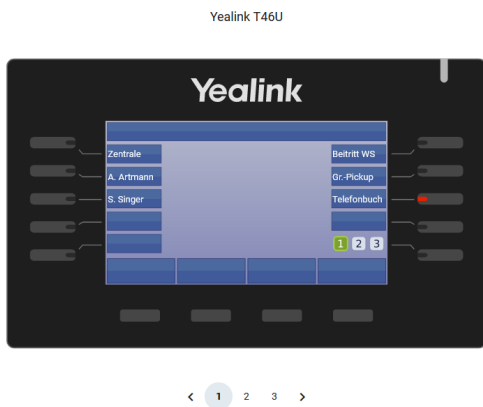 Yealink T46U
Yealink
Zentrale
Beitritt WS
A. Artmann
Gr.-Pickup
S. Singer
Telefonbuch
1 2 3
1 2 3